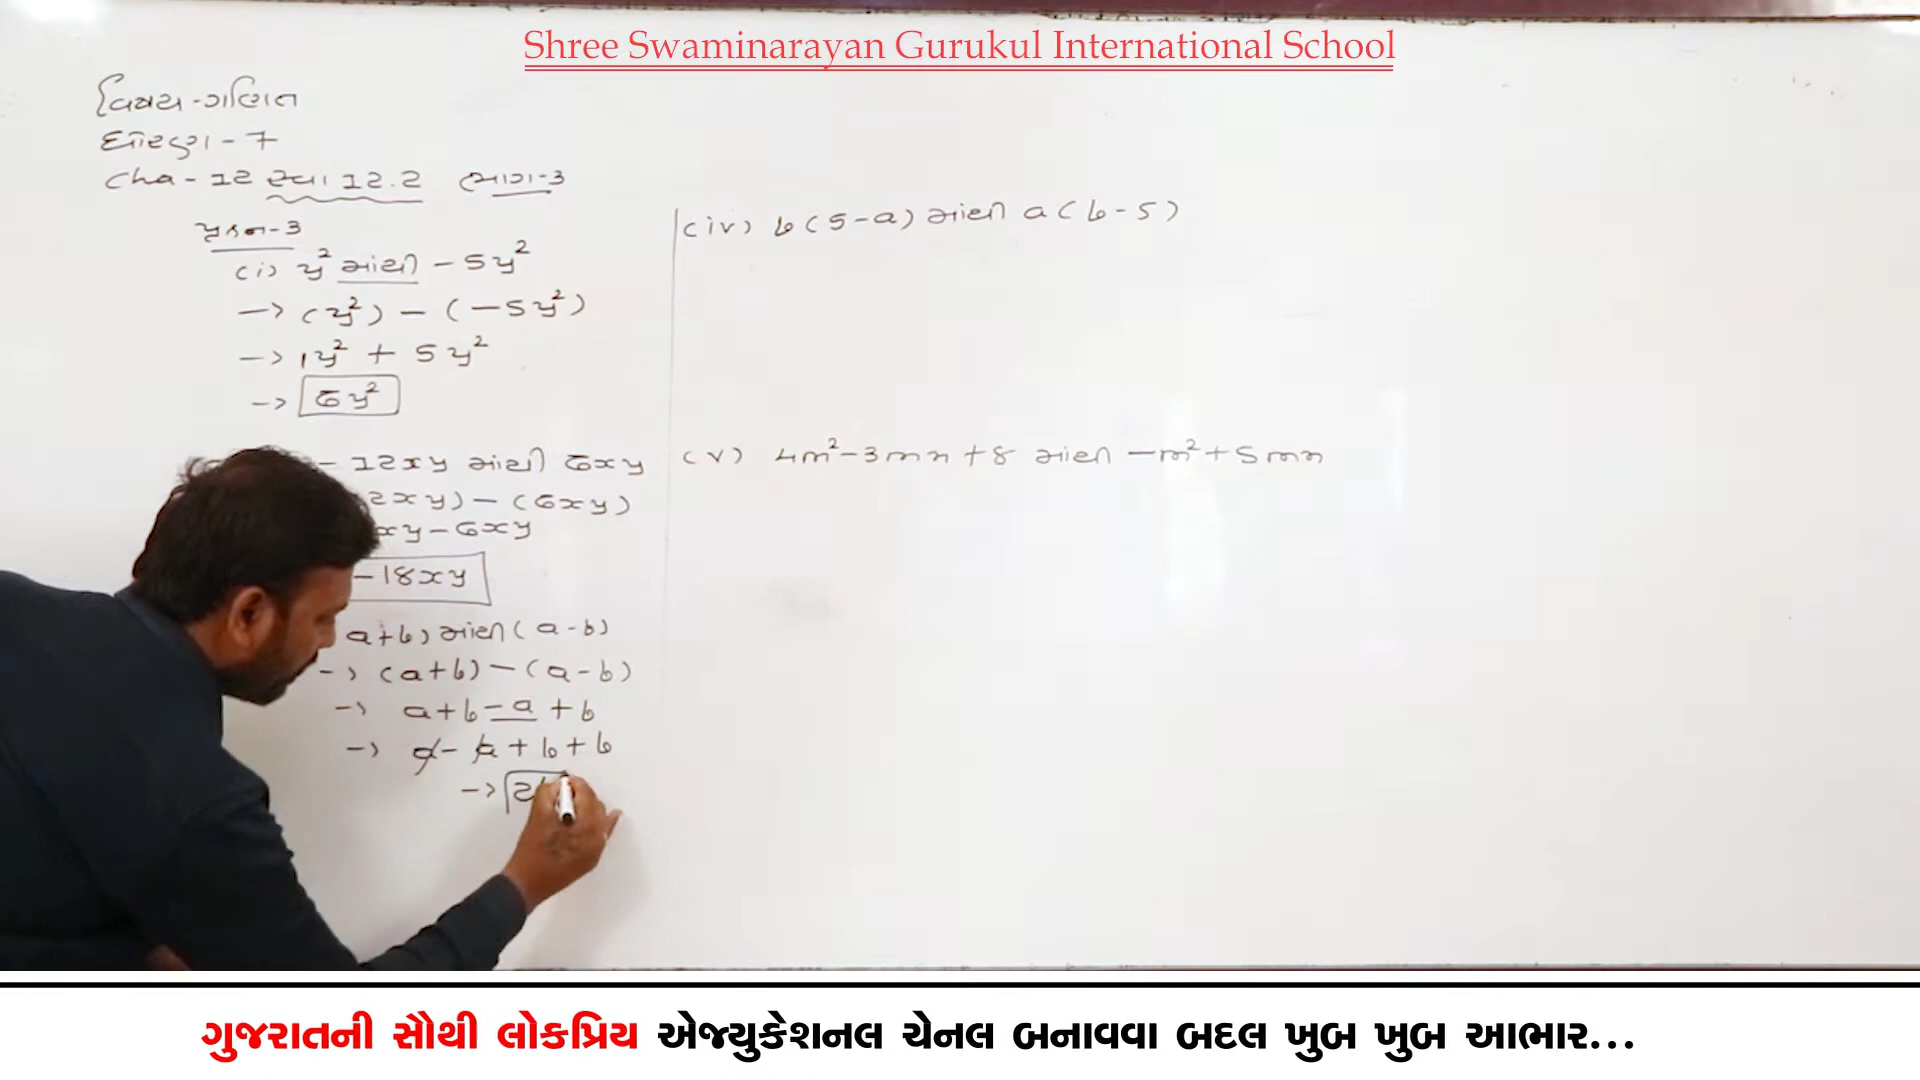 Shree Swaminarayan Gurukul International School
વિષય - ગણિત
ધોરણ - 7
Cha - 12 સ્વા 12.2 ભાગ-3
પ્રશ્ન-3
(i) y² માંથી - 5y²
-> (y²) - (-5y²)
-> 1y² + 5y²
-> 6y²
- 12xy માંથી 6xy
2xy) - (6xy)
xy - 6xy
-18xy
a+b) માંથી (a-b)
-> (a+b) - (a-b)
-> a+b-a+b
-> a - a + b + b
-> 2
(iv) b(5-a) માંથી a(b-5)
(v) 4m² - 3mn + 8 માંથી -m² + 5mn
ગુજરાતની સૌથી લોકપ્રિય એજ્યુકેશનલ ચેનલ બનાવવા બદલ ખુબ ખુબ આભાર...